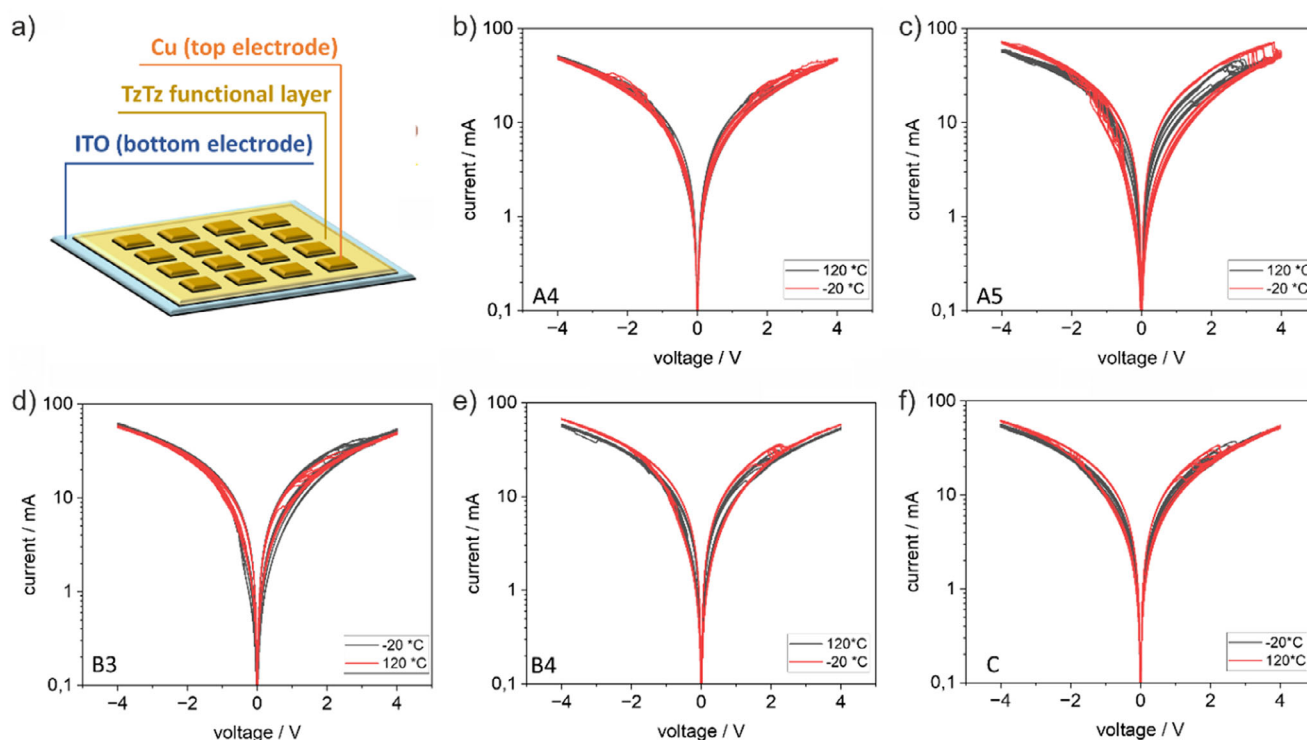 a)
Cu (top electrode)
TzTz functional layer
ITO (bottom electrode)
b)
100
10
1
0,1
current / mA
−4 −2 0 2 4
voltage / V
120 *C
-20 *C
A4
c)
100
10
1
0,1
current / mA
−4 −2 0 2 4
voltage / V
120 *C
-20 *C
A5
d)
100
10
1
0,1
current / mA
−4 −2 0 2 4
voltage / V
-20 *C
120 *C
B3
e)
100
10
1
0,1
current / mA
−4 −2 0 2 4
voltage / V
120*C
-20 *C
B4
f)
100
10
1
0,1
current / mA
−4 −2 0 2 4
voltage / V
-20*C
120*C
C